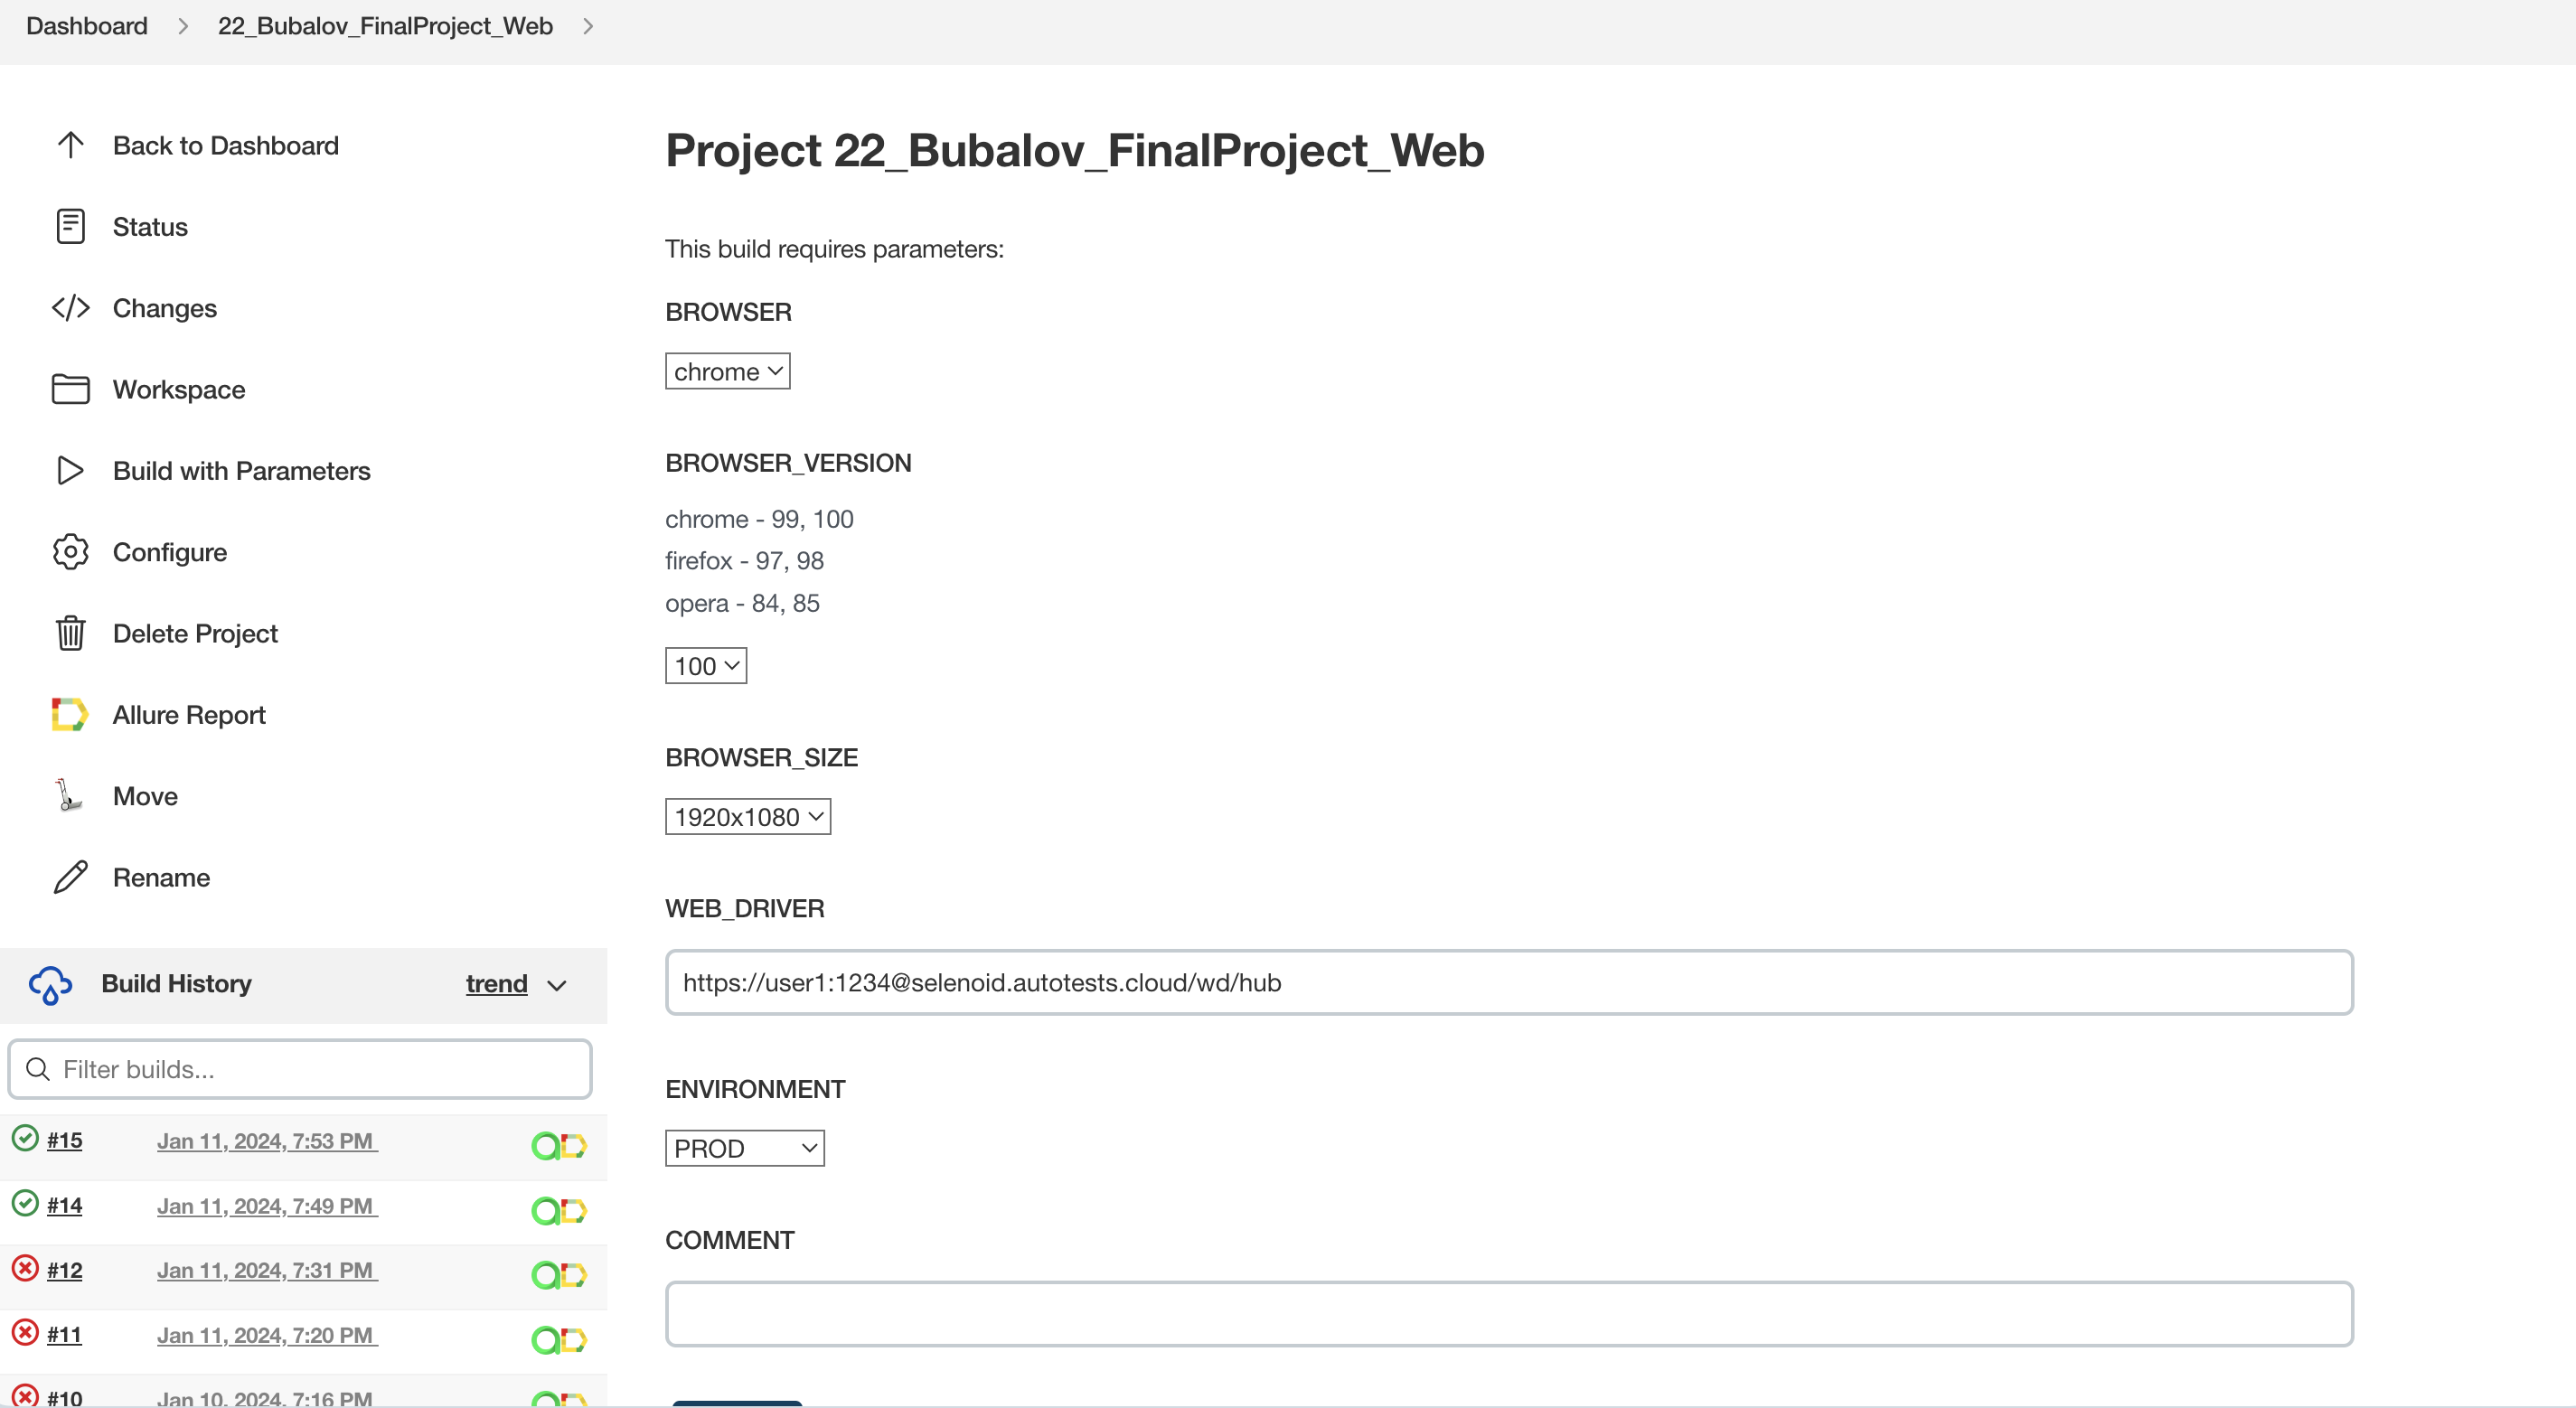 Dashboard > 22_Bubalov_FinalProject_Web >
Back to Dashboard
Status
Changes
Workspace
Build with Parameters
Configure
Delete Project
Allure Report
Move
Rename
Build History trend
Filter builds...
#15 Jan 11, 2024, 7:53 PM
#14 Jan 11, 2024, 7:49 PM
#12 Jan 11, 2024, 7:31 PM
#11 Jan 11, 2024, 7:20 PM
#10 Jan 10, 2024, 7:16 PM
Project 22_Bubalov_FinalProject_Web
This build requires parameters:
BROWSER
chrome
BROWSER_VERSION
chrome - 99, 100
firefox - 97, 98
opera - 84, 85
100
BROWSER_SIZE
1920x1080
WEB_DRIVER
https://user1:1234@selenoid.autotests.cloud/wd/hub
ENVIRONMENT
PROD
COMMENT